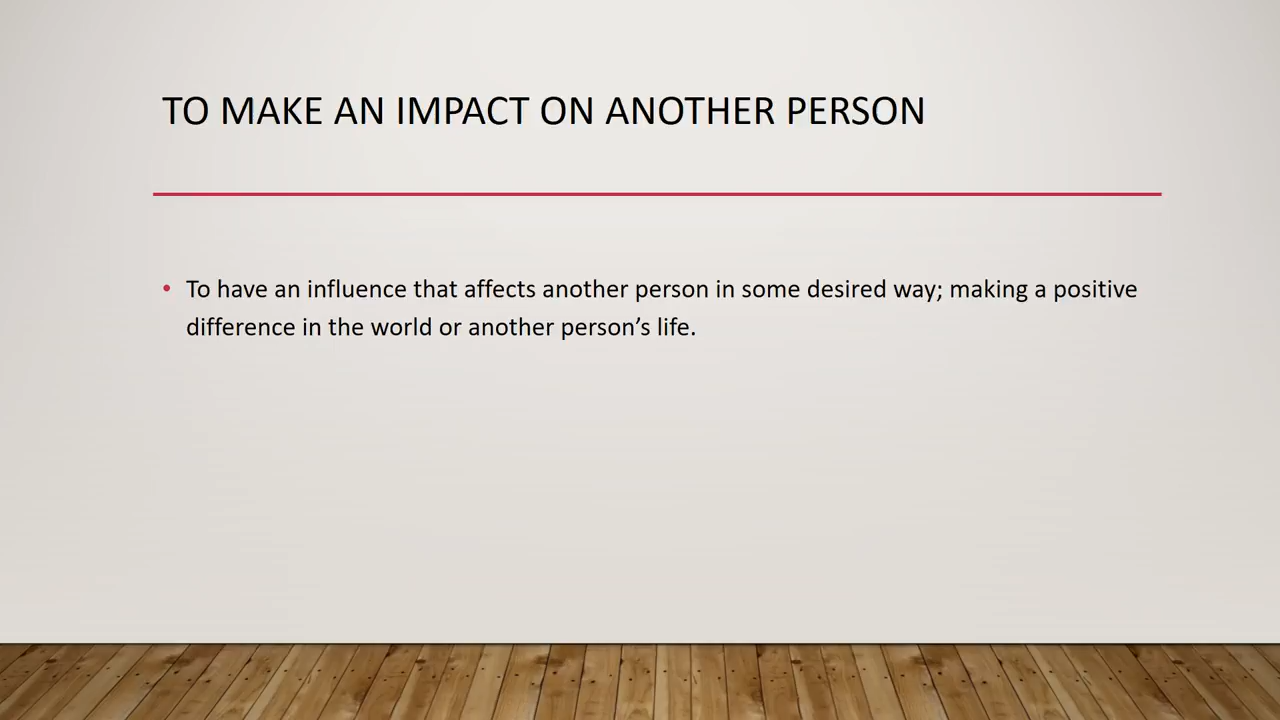 TO MAKE AN IMPACT ON ANOTHER PERSON
• To have an influence that affects another person in some desired way; making a positive
difference in the world or another person’s life.